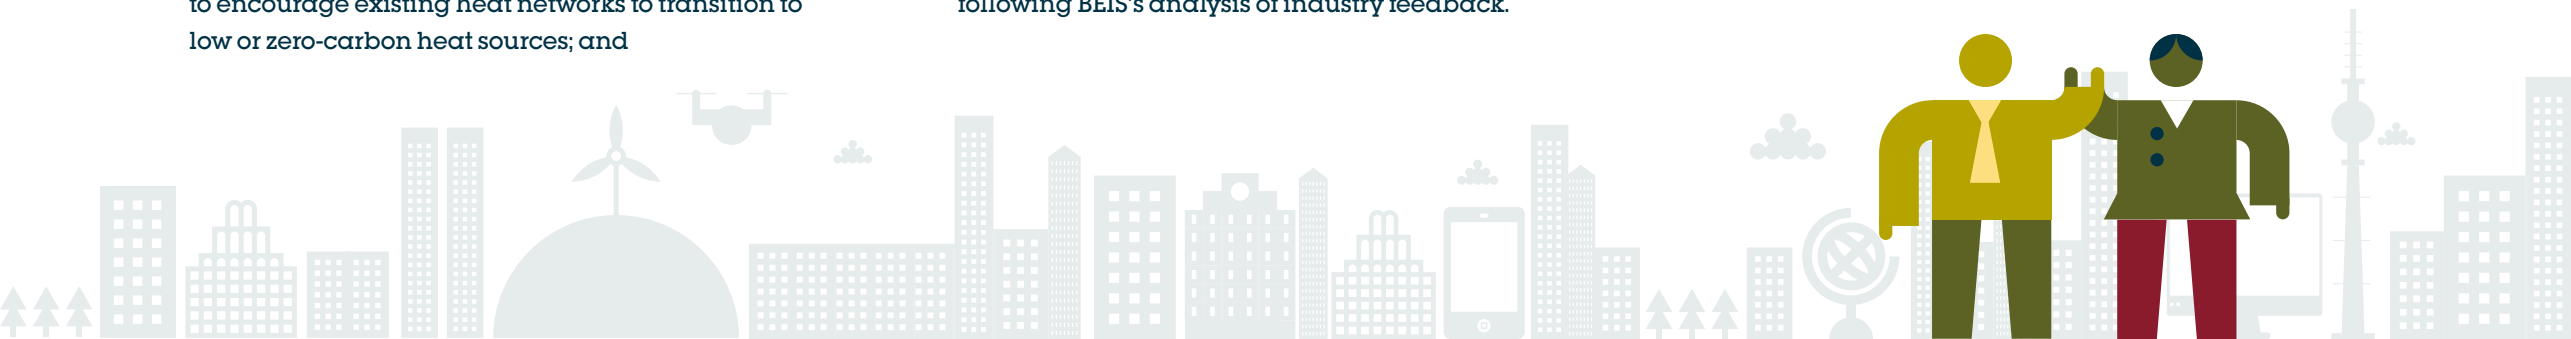 to encourage existing heat networks to transition to
low or zero-carbon heat sources; and
following BEIS's analysis of industry feedback.